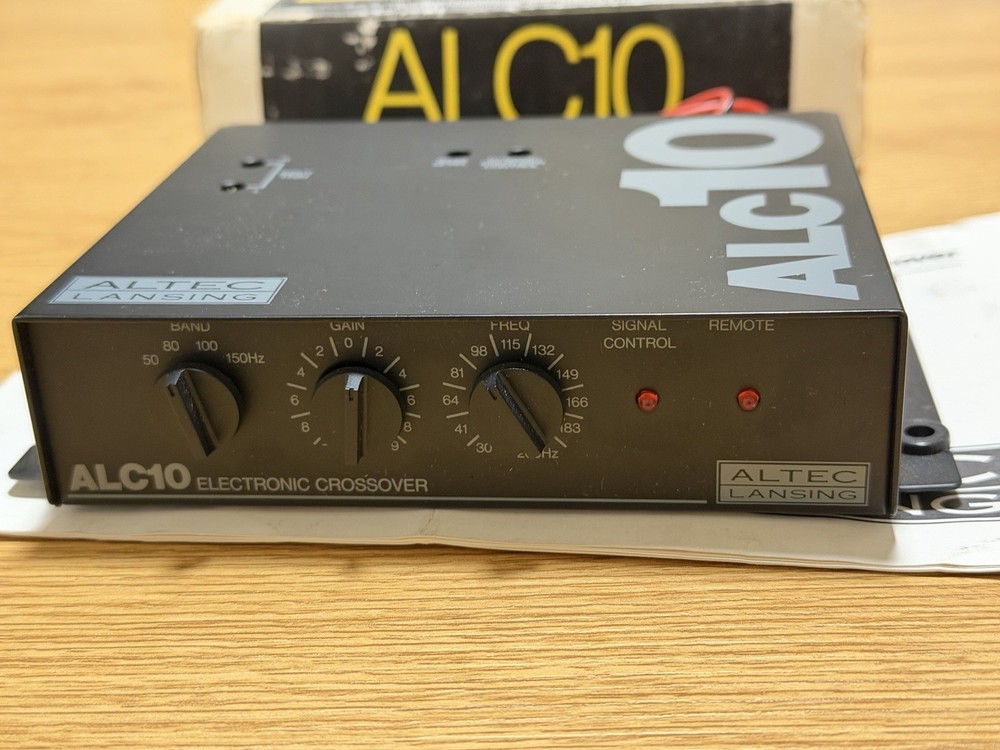 ALC10
ALC10
ALTEC
LANSING
BAND
50 80 100 150Hz
GAIN
8 6 4 2 0 2 4 6 8 9
FREQ
30 41 64 81 98 115 132 149 166 183
SIGNAL
CONTROL
REMOTE
ALC10 ELECTRONIC CROSSOVER
ALTEC
LANSING